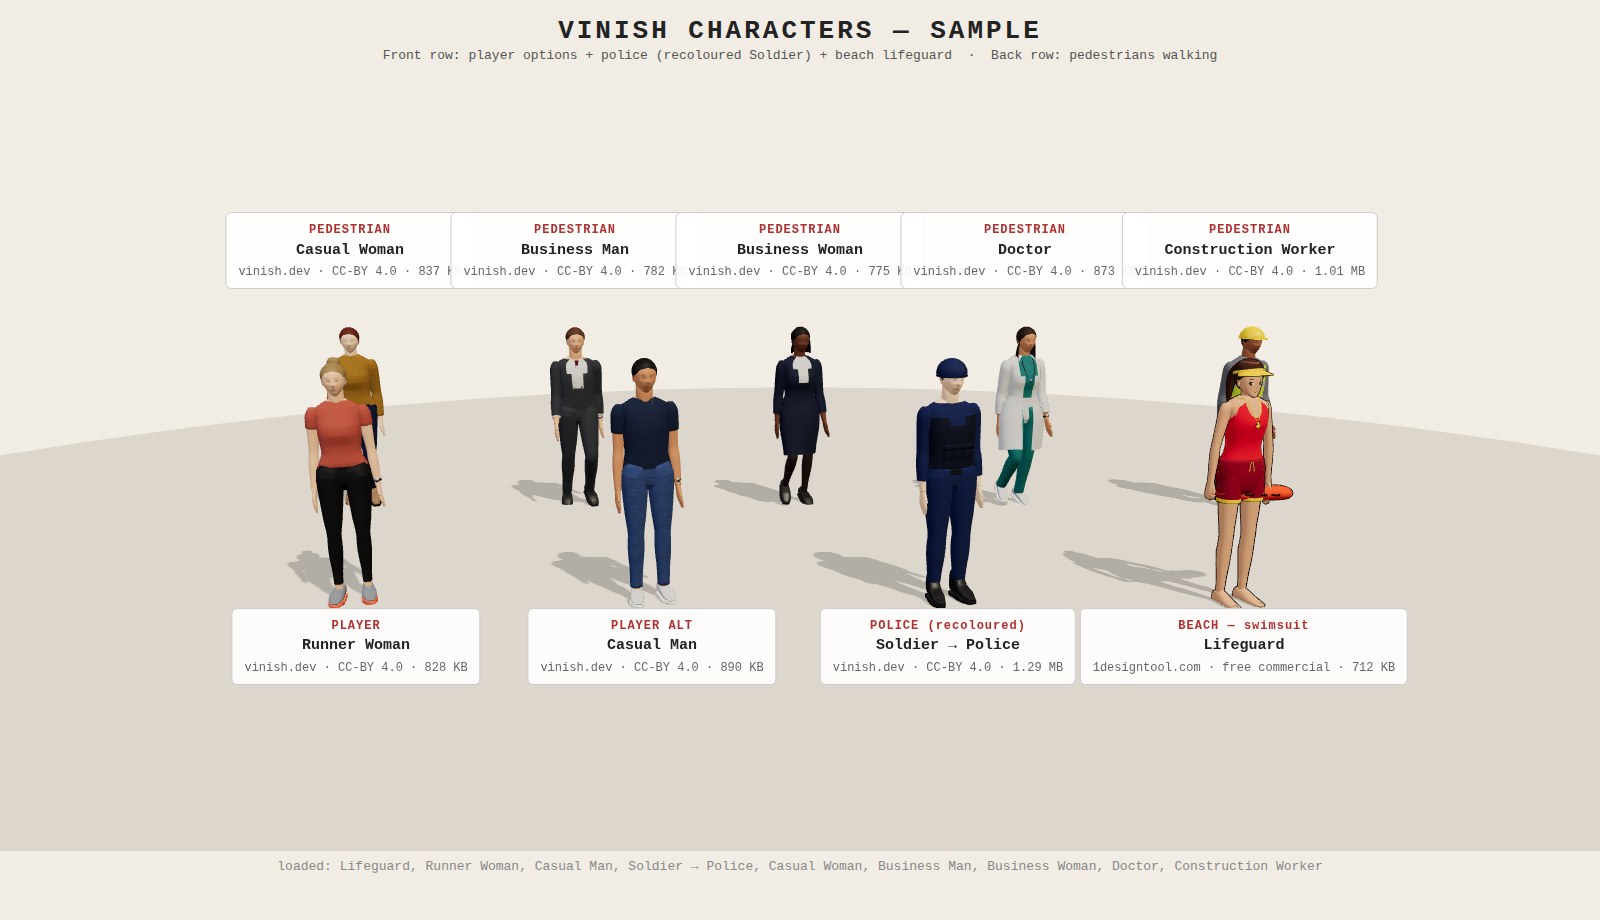 VINISH CHARACTERS — SAMPLE
Front row: player options + police (recoloured Soldier) + beach lifeguard · Back row: pedestrians walking
PEDESTRIAN
Casual Woman
vinish.dev · CC-BY 4.0 · 837
PEDESTRIAN
Business Man
vinish.dev · CC-BY 4.0 · 782
PEDESTRIAN
Business Woman
vinish.dev · CC-BY 4.0 · 775
PEDESTRIAN
Doctor
vinish.dev · CC-BY 4.0 · 873
PEDESTRIAN
Construction Worker
vinish.dev · CC-BY 4.0 · 1.01 MB
PLAYER
Runner Woman
vinish.dev · CC-BY 4.0 · 828 KB
PLAYER ALT
Casual Man
vinish.dev · CC-BY 4.0 · 890 KB
POLICE (recoloured)
Soldier → Police
vinish.dev · CC-BY 4.0 · 1.29 MB
BEACH — swimsuit
Lifeguard
1designtool.com · free commercial · 712 KB
loaded: Lifeguard, Runner Woman, Casual Man, Soldier → Police, Casual Woman, Business Man, Business Woman, Doctor, Construction Worker